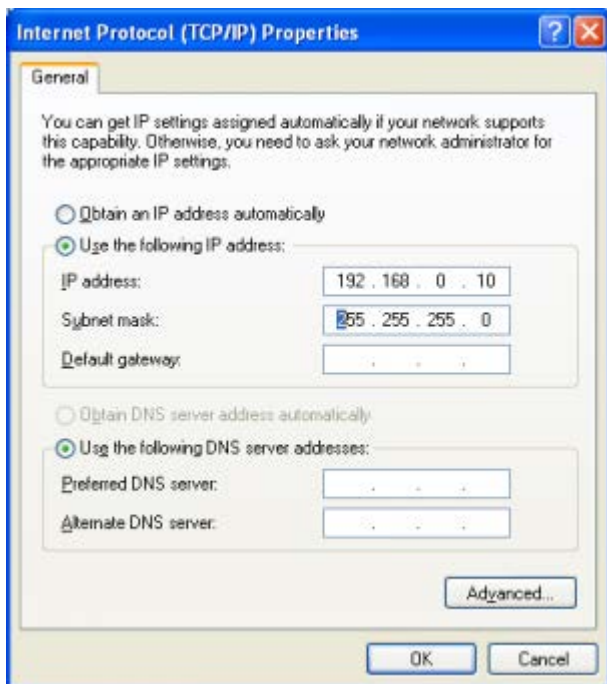 Internet Protocol (TCP/IP) Properties
General
You can get IP settings assigned automatically if your network supports
this capability. Otherwise, you need to ask your network administrator for
the appropriate IP settings.
Obtain an IP address automatically
Use the following IP address:
IP address: 192 . 168 . 0 . 10
Subnet mask: 255 . 255 . 255 . 0
Default gateway: . . .
Obtain DNS server address automatically
Use the following DNS server addresses:
Preferred DNS server: . . .
Alternate DNS server: . . .
Advanced...
OK Cancel